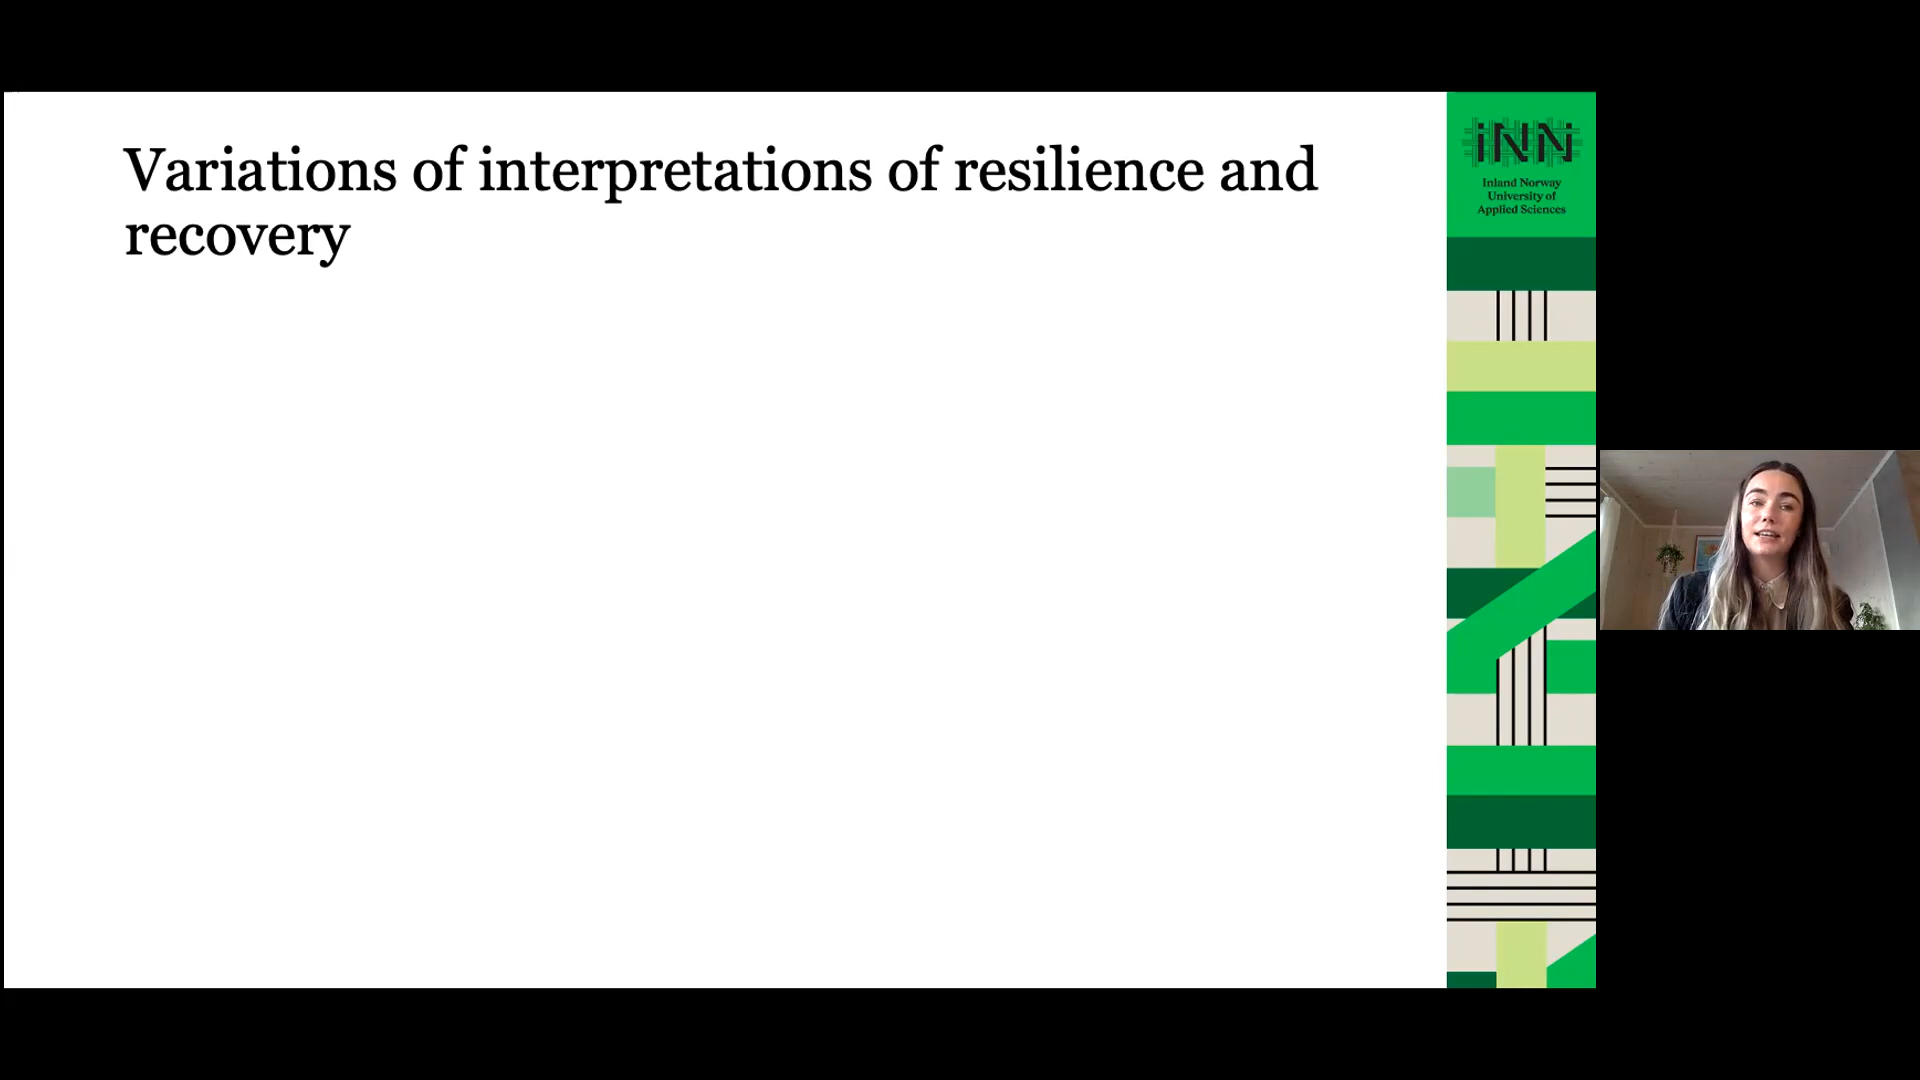 Variations of interpretations of resilience and
recovery
iNN
Inland Norway
University of
Applied Sciences